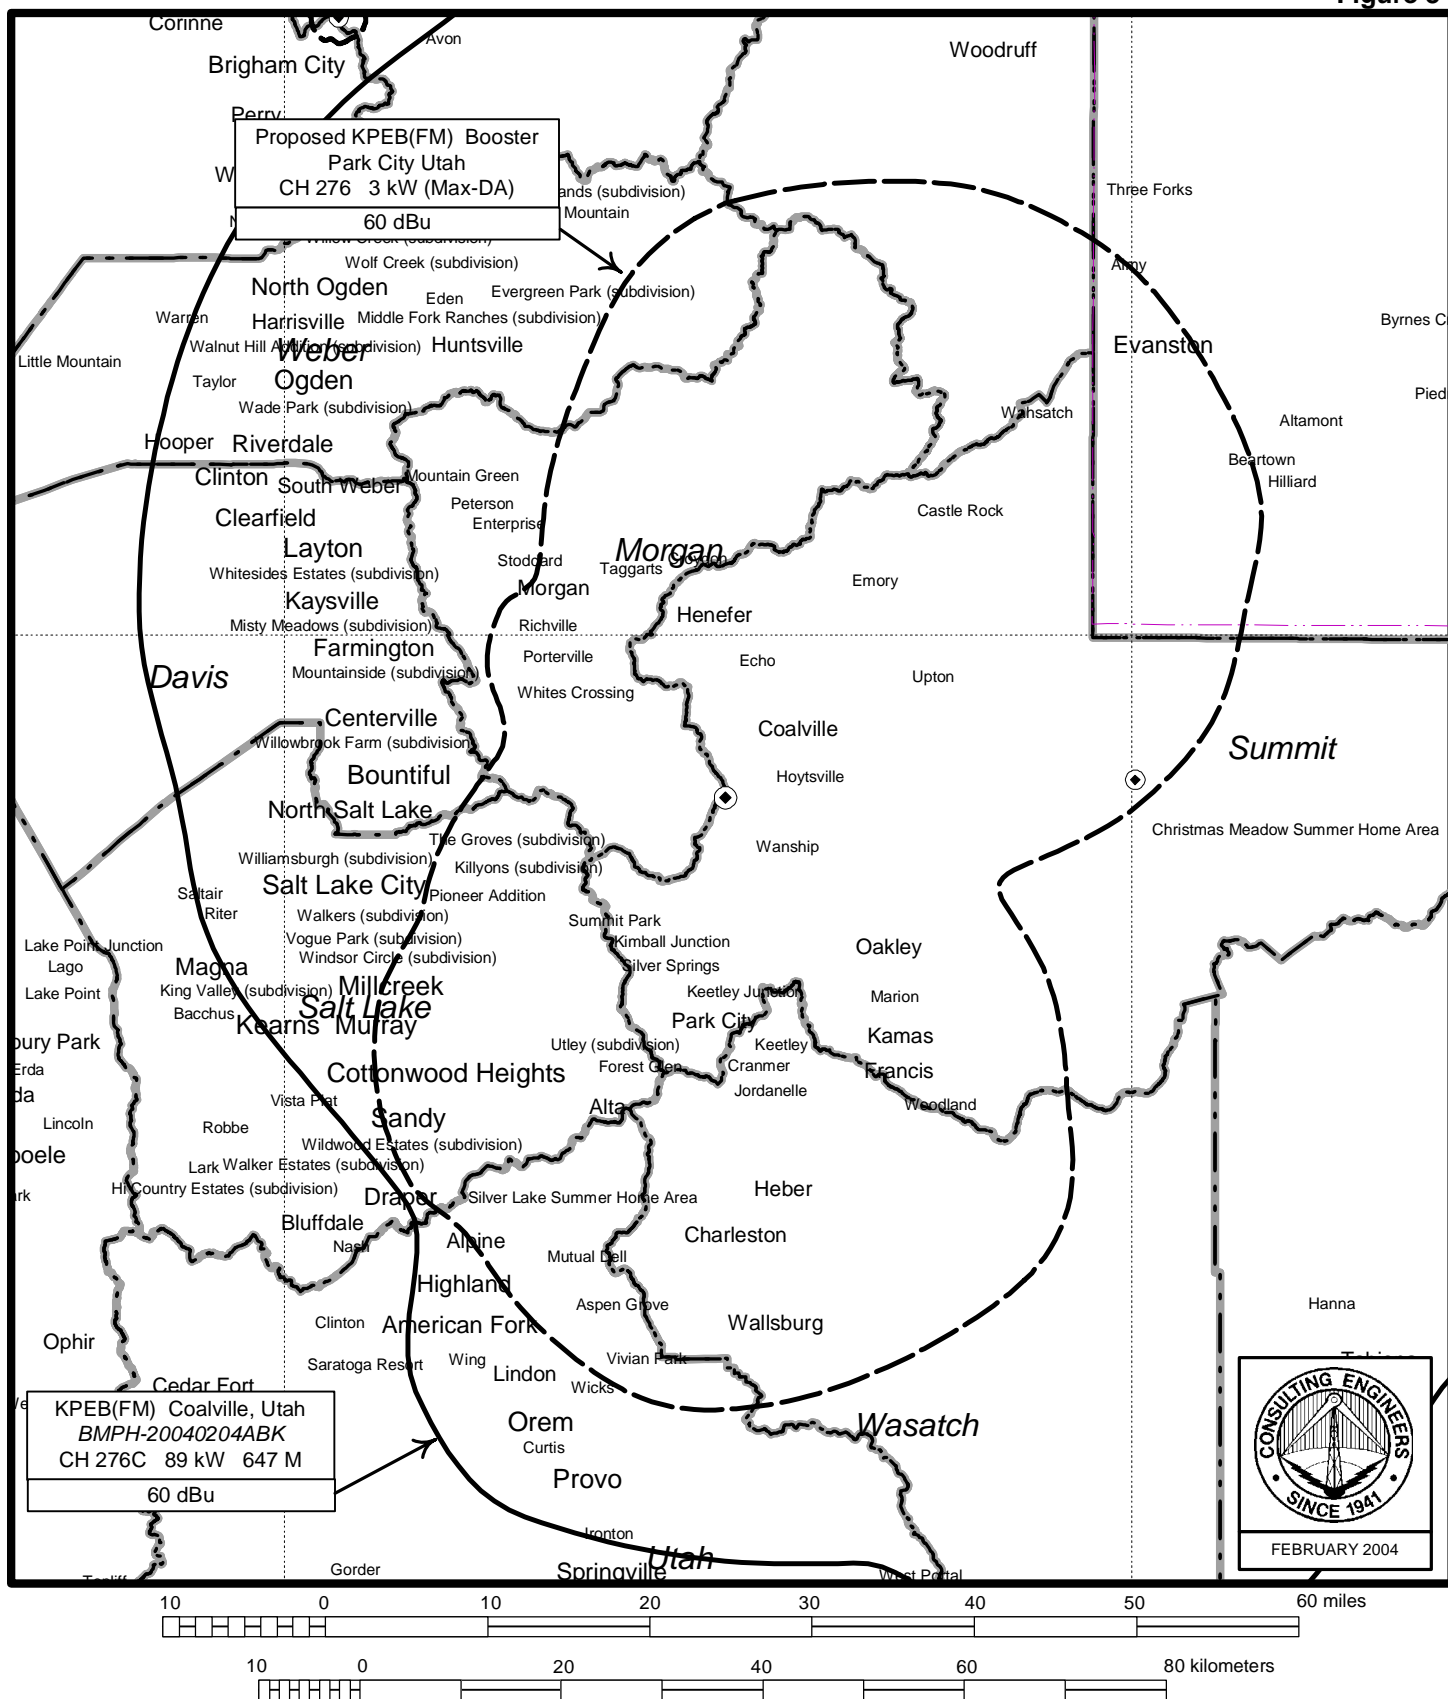 Corinne
Avon
Woodruff
Brigham City
Perry
Proposed KPEB(FM) Booster
Park City Utah
CH 276 3 kW (Max-DA)
60 dBu
(subdivision)
Mountain
Three Forks
Willow Creek (subdivision)
Wolf Creek (subdivision)
Almy
North Ogden
Eden
Evergreen Park (subdivision)
Warren
Harrisville
Middle Fork Ranches (subdivision)
Walnut Hill Addition (subdivision)
Weber
Huntsville
Evanston
Little Mountain
Taylor
Ogden
Wade Park (subdivision)
Wahsatch
Altamont
Hooper
Riverdale
Beartown
Hilliard
Clinton
South Weber
Mountain Green
Peterson
Castle Rock
Clearfield
Enterprise
Layton
Stoddard
Morgan
Croydon
Taggarts
Whitesides Estates (subdivision)
Emory
Kaysville
Morgan
Henefer
Misty Meadows (subdivision)
Richville
Farmington
Porterville
Echo
Mountainside (subdivision)
Davis
Whites Crossing
Upton
Centerville
Coalville
Willowbrook Farm (subdivision)
Summit
Bountiful
Hoytsville
North Salt Lake
The Groves (subdivision)
Christmas Meadow Summer Home Area
Wanship
Williamsburgh (subdivision)
Killyons (subdivision)
Salt Lake City
Pioneer Addition
Saltair
Riter
Walkers (subdivision)
Summit Park
Vogue Park (subdivision)
Kimball Junction
Oakley
Lake Point Junction
Windsor Circle (subdivision)
Lago
Magna
Silver Springs
Lake Point
King Valley (subdivision)
Millcreek
Keetley Junction
Marion
Salt Lake
Bacchus
Kearns
Murray
Park City
Kamas
Utley (subdivision)
Keetley
Erda
Cottonwood Heights
Forest Glen
Cranmer
Francis
Jordanelle
Vista Plat
Woodland
Lincoln
Robbe
Sandy
Alta
Wildwood Estates (subdivision)
Lark
Walker Estates (subdivision)
Hi Country Estates (subdivision)
Draper
Silver Lake Summer Home Area
Heber
Bluffdale
Nash
Alpine
Mutual Dell
Charleston
Highland
Aspen Grove
Hanna
Clinton
American Fork
Wallsburg
Ophir
Saratoga Resort
Wing
Vivian Park
Lindon
Wicks
Cedar Fort
KPEB(FM) Coalville, Utah
BMPH-20040204ABK
CH 276C 89 kW 647 M
60 dBu
Orem
Wasatch
Curtis
Provo
Ironton
Utah
Springville
Gorder
West Portal
CONSULTING ENGINEERS
SINCE 1941
FEBRUARY 2004
10 0 10 20 30 40 50 60 miles
10 0 20 40 60 80 kilometers